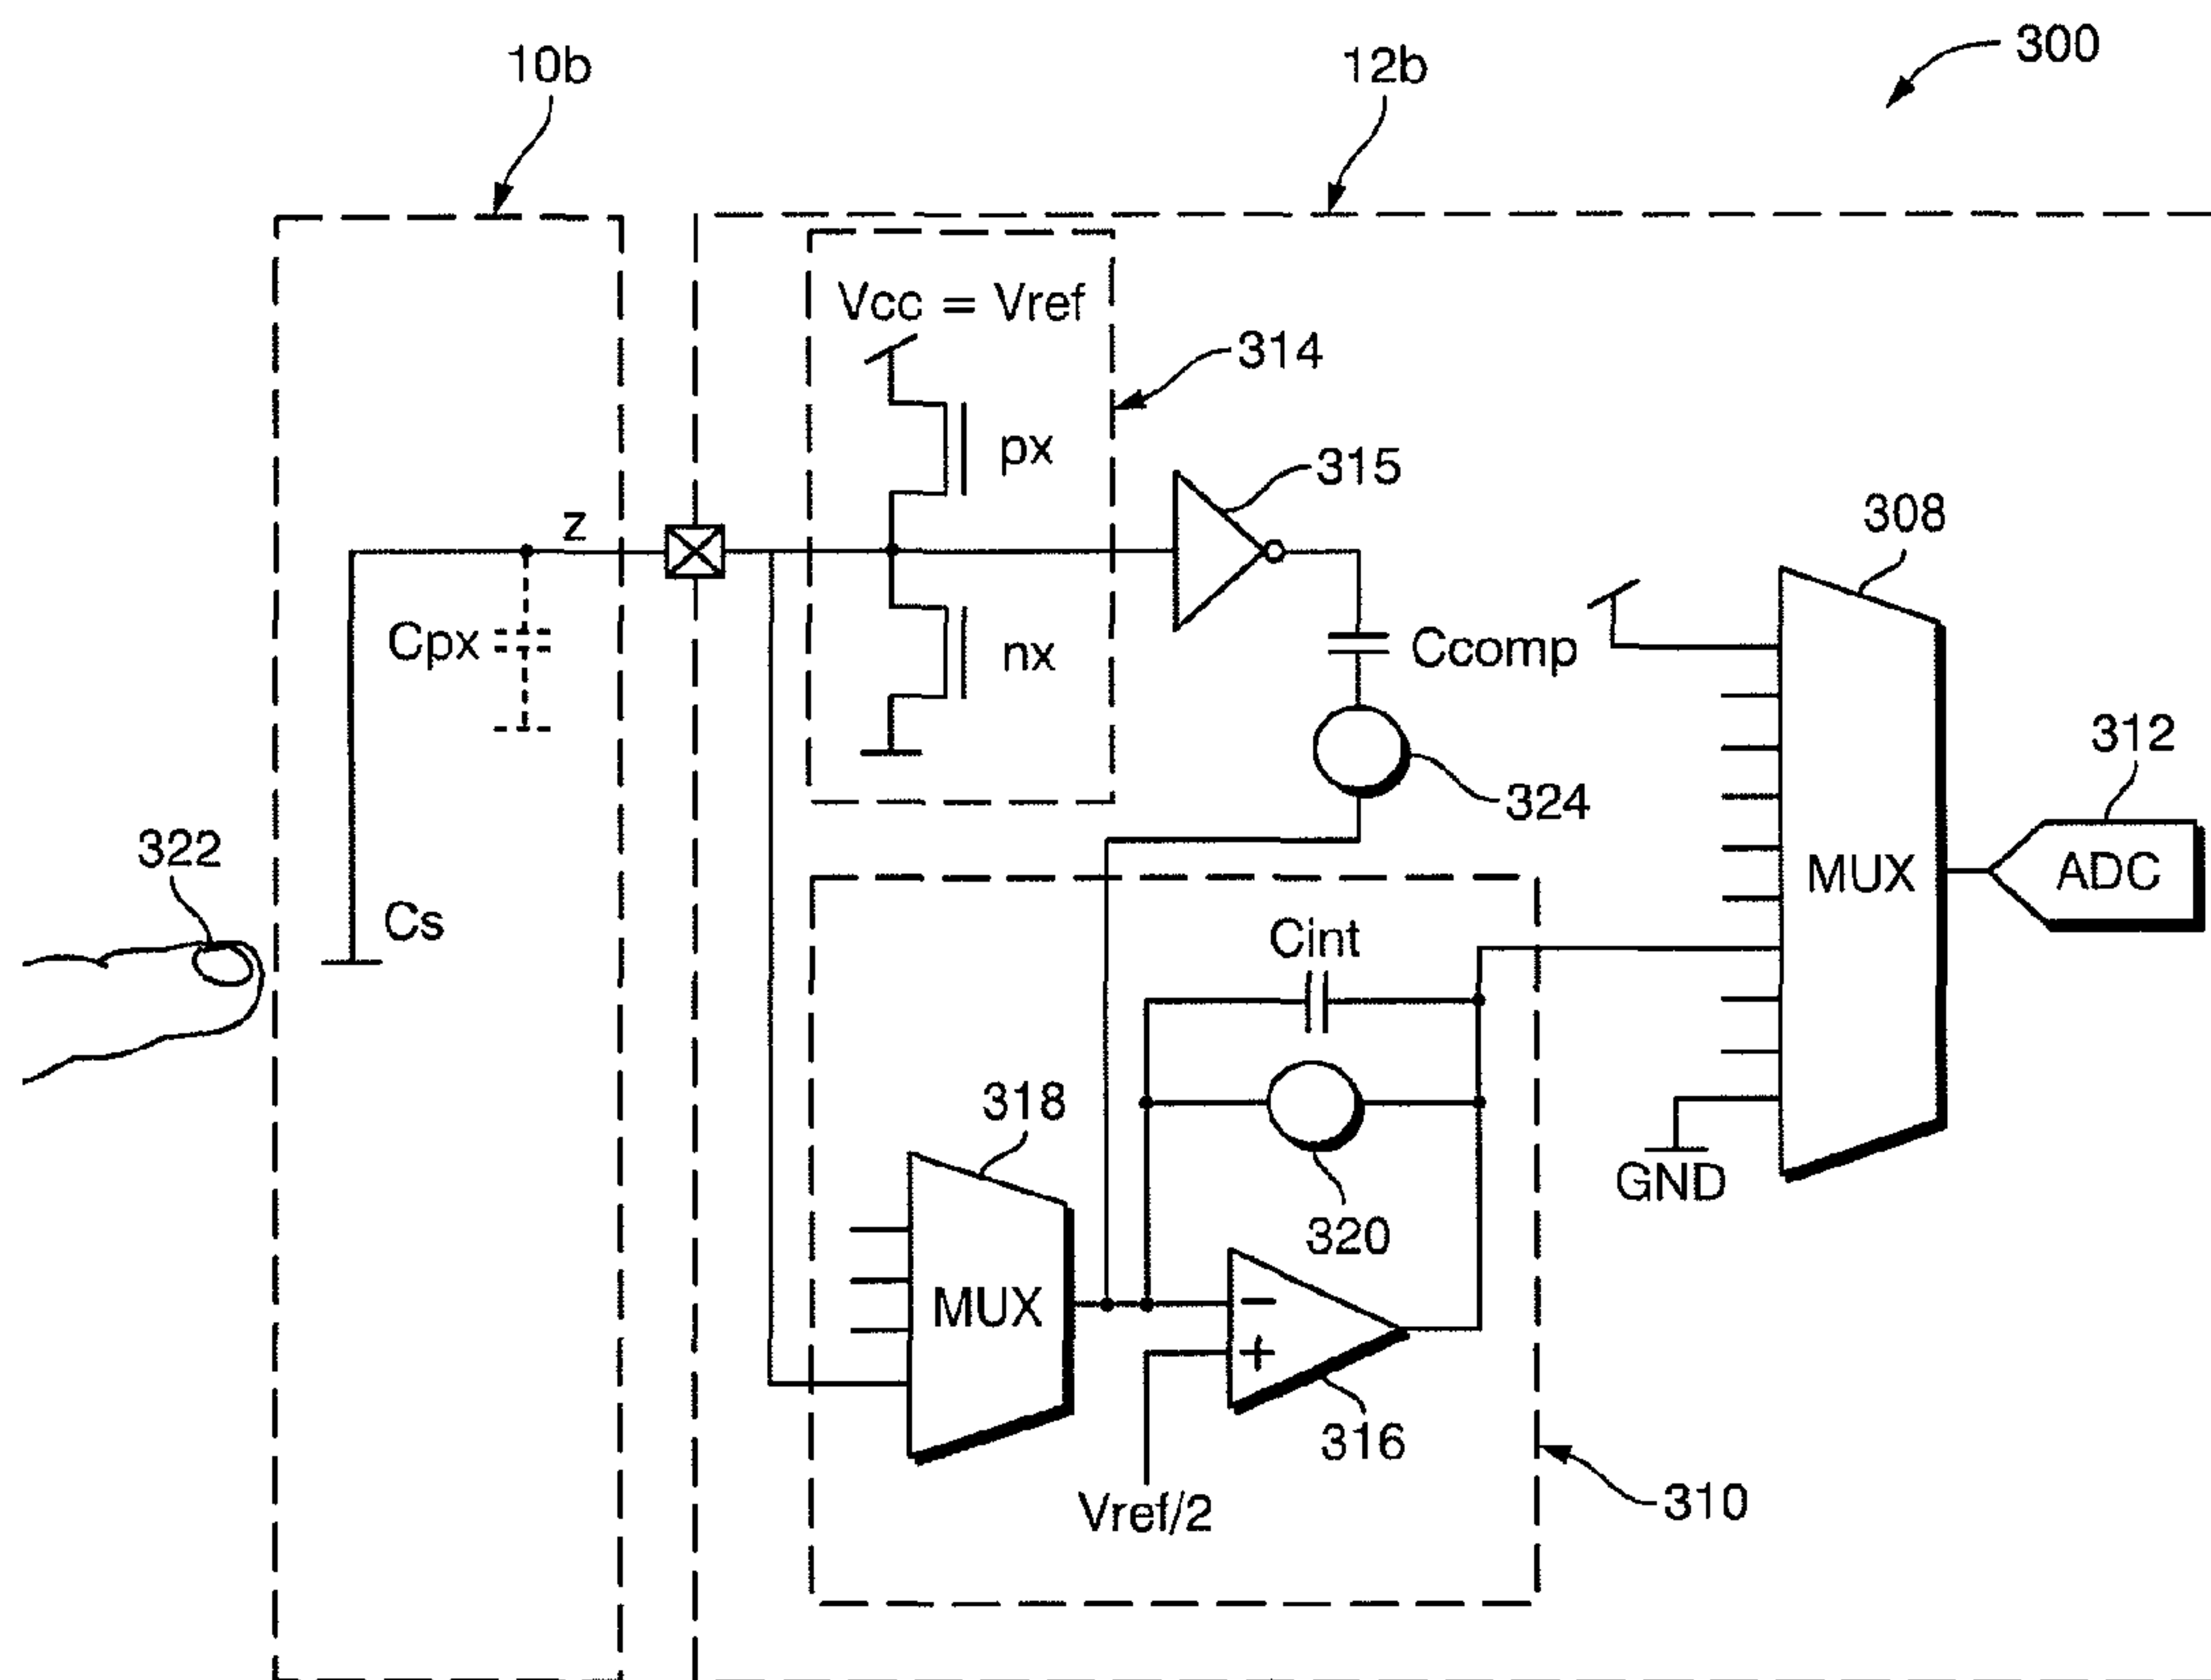 10b
12b
300
Vcc = Vref
314
px
315
308
z
Cpx
nx
Ccomp
312
324
322
MUX
ADC
Cs
Cint
318
GND
320
MUX
−
+
316
Vref/2
310